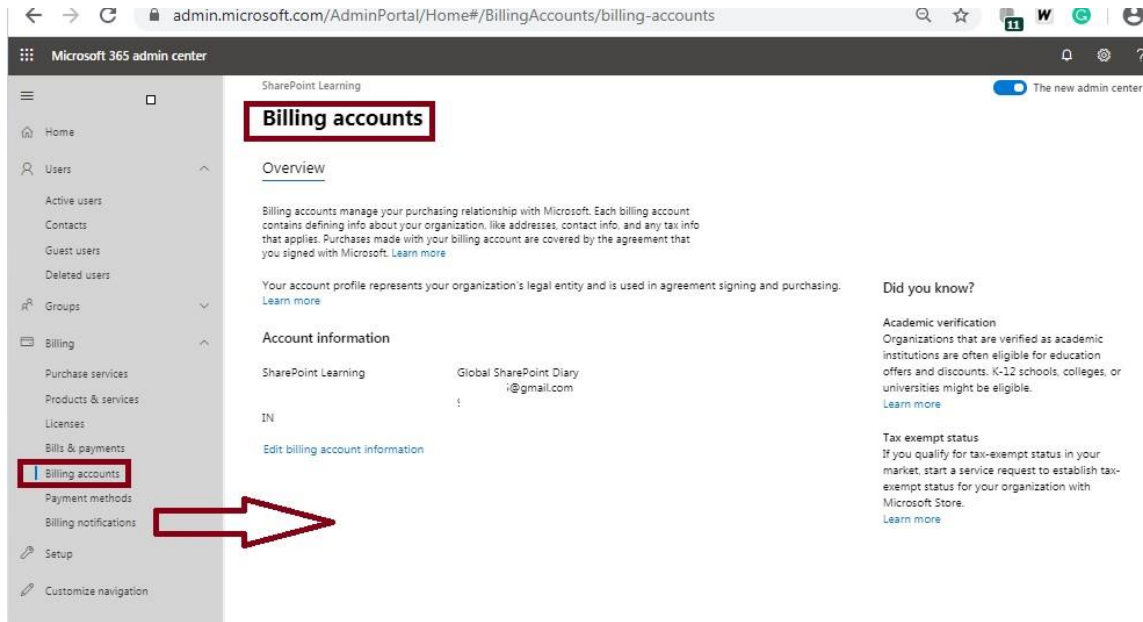 admin.microsoft.com/AdminPortal/Home#/BillingAccounts/billing-accounts
11
W
G
Microsoft 365 admin center
?
Home
Users
Active users
Contacts
Guest users
Deleted users
Groups
Billing
Purchase services
Products & services
Licenses
Bills & payments
Billing accounts
Payment methods
Billing notifications
Setup
Customize navigation
SharePoint Learning
The new admin center
Billing accounts
Overview
Billing accounts manage your purchasing relationship with Microsoft. Each billing account
contains defining info about your organization, like addresses, contact info, and any tax info
that applies. Purchases made with your billing account are covered by the agreement that
you signed with Microsoft. Learn more
Your account profile represents your organization's legal entity and is used in agreement signing and purchasing.
Learn more
Account information
SharePoint Learning
Global SharePoint Diary
@gmail.com
IN
Edit billing account information
Did you know?
Academic verification
Organizations that are verified as academic
institutions are often eligible for education
offers and discounts. K-12 schools, colleges, or
universities might be eligible.
Learn more
Tax exempt status
If you qualify for tax-exempt status in your
market, start a service request to establish tax-
exempt status for your organization with
Microsoft Store.
Learn more